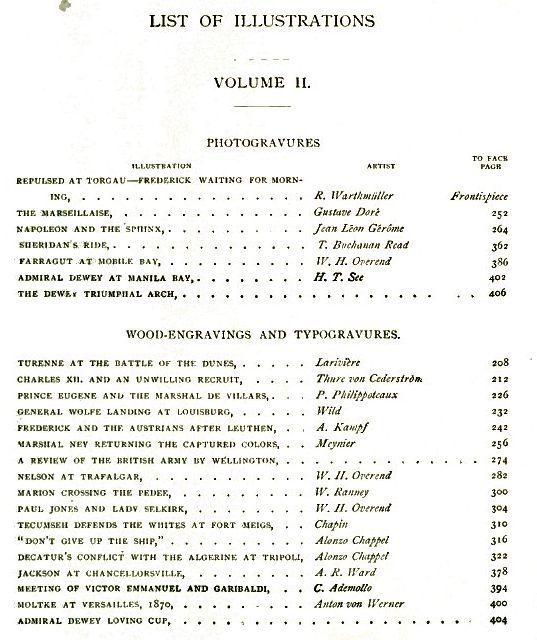 LIST OF ILLUSTRATIONS
VOLUME II.
PHOTOGRAVURES
ILLUSTRATION ARTIST TO FACE PAGE
REPULSED AT TORGAU—FREDERICK WAITING FOR MORN-
ING, . . . . . . . . . . . . . . . . R. Warthmüller Frontispiece
THE MARSEILLAISE, . . . . . . . . . . . . Gustave Doré 252
NAPOLEON AND THE SPHINX, . . . . . . . . . Jean Léon Gérôme 264
SHERIDAN'S RIDE, . . . . . . . . . . . . T. Buchanan Read 362
FARRAGUT AT MOBILE BAY, . . . . . . . . . W. H. Overend 386
ADMIRAL DEWEY AT MANILA BAY, . . . . . . . H. T. See 402
THE DEWEY TRIUMPHAL ARCH, . . . . . . . . . . . . . . . . . . 406
WOOD-ENGRAVINGS AND TYPOGRAVURES.
TURENNE AT THE BATTLE OF THE DUNES, . . . . . Larivière 208
CHARLES XII. AND AN UNWILLING RECRUIT, . . . . Thure von Cederström 212
PRINCE EUGENE AND THE MARSHAL DE VILLARS, . . P. Philippoteaux 226
GENERAL WOLFE LANDING AT LOUISBURG, . . . . . Wild 232
FREDERICK AND THE AUSTRIANS AFTER LEUTHEN, . . A. Kampf 242
MARSHAL NEY RETURNING THE CAPTURED COLORS, . . Meynier 256
A REVIEW OF THE BRITISH ARMY BY WELLINGTON, . . . . . . . . . . . . 274
NELSON AT TRAFALGAR, . . . . . . . . . . W. H. Overend 282
MARION CROSSING THE PEDEE, . . . . . . . . W. Ranney 300
PAUL JONES AND LADY SELKIRK, . . . . . . . W. H. Overend 304
TECUMSEH DEFENDS THE WHITES AT FORT MEIGS, . . Chapin 310
"DON'T GIVE UP THE SHIP," . . . . . . . . . Alonzo Chappel 316
DECATUR'S CONFLICT WITH THE ALGERINE AT TRIPOLI, Alonzo Chappel 322
JACKSON AT CHANCELLORSVILLE, . . . . . . . A. R. Ward 378
MEETING OF VICTOR EMMANUEL AND GARIBALDI, . . C. Ademollo 394
MOLTKE AT VERSAILLES, 1870, . . . . . . . . Anton von Werner 400
ADMIRAL DEWEY LOVING CUP, . . . . . . . . . . . . . . . . . . 404